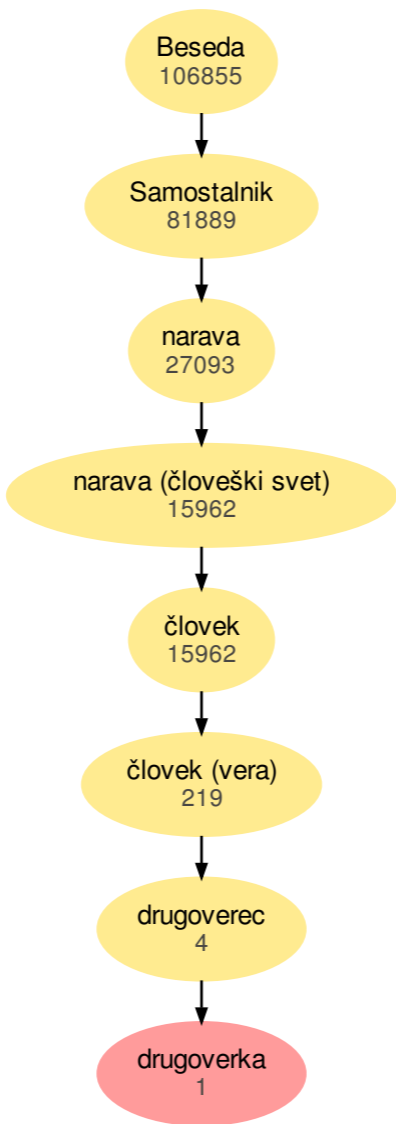 Beseda
106855
Samostalnik
81889
narava
27093
narava (človeški svet)
15962
človek
15962
človek (vera)
219
drugoverec
4
drugoverka
1